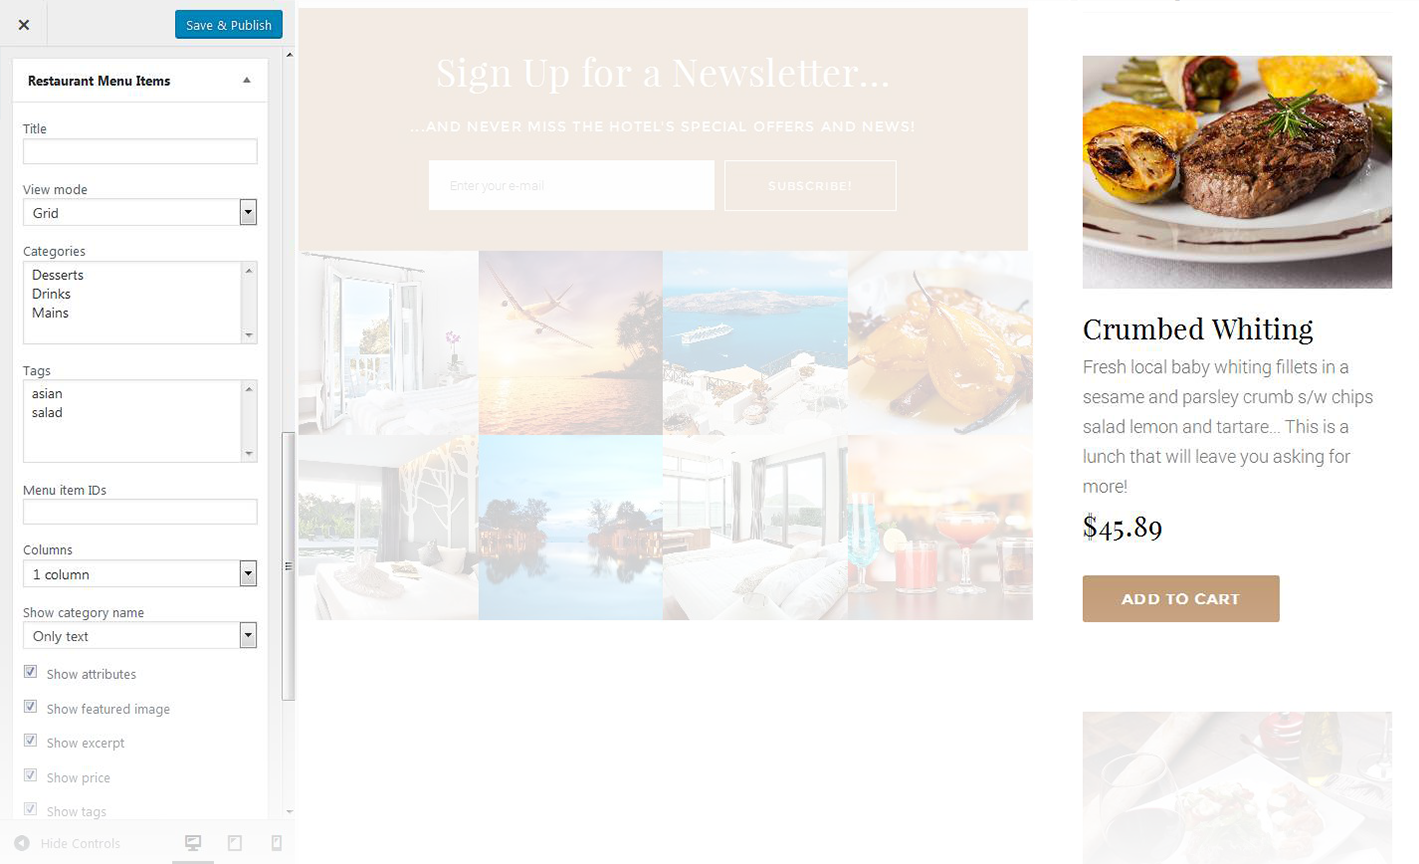 Save & Publish
Restaurant Menu Items
Title
View mode
Grid
Categories
Desserts
Drinks
Mains
Tags
asian
salad
Menu item IDs
Columns
1 column
Show category name
Only text
Show attributes
Show featured image
Show excerpt
Show price
Show tags
Hide Controls
Sign Up for a Newsletter...
...AND NEVER MISS THE HOTEL'S SPECIAL OFFERS AND NEWS!
Enter your e-mail
SUBSCRIBE!
Crumbed Whiting
Fresh local baby whiting fillets in a
sesame and parsley crumb s/w chips
salad lemon and tartare... This is a
lunch that will leave you asking for
more!
$45.89
ADD TO CART